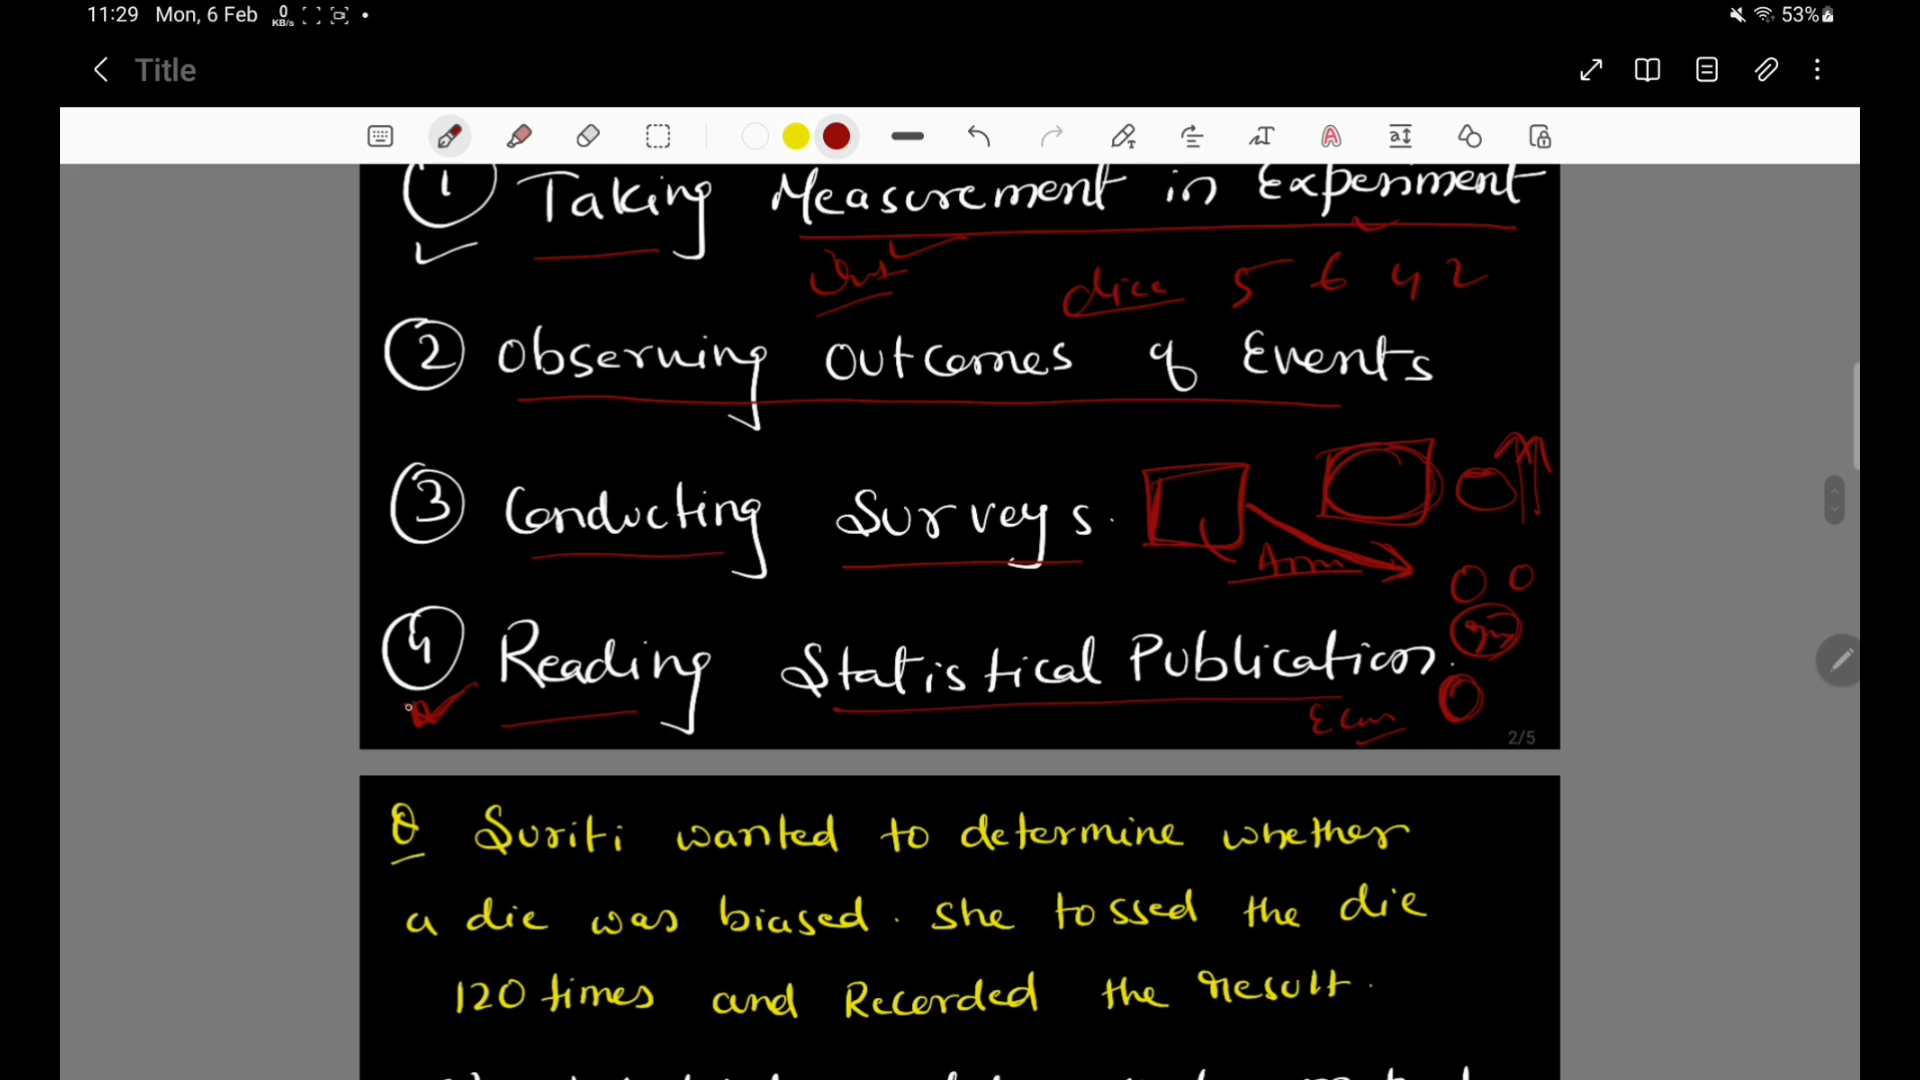 11:29 Mon, 6 Feb 0 KB/s 53%
Title
1 Taking Measurement in Experiment
dice 5 6 4 2
2 Observing Outcomes of Events
3 Conducting Surveys.
4 Reading Statistical Publication.
2/5
Q Suriti wanted to determine whether
a die was biased. She tossed the die
120 times and Recorded the result.